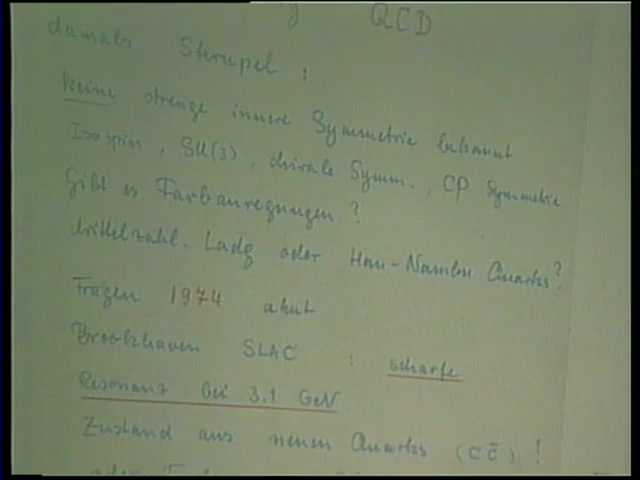 QCD
damals Skrupel :
keine strenge innere Symmetrie bekannt
Isospin, SU(3), chirale Symm., CP Symmetrie
Gibt es Farbanregungen ?
drittelzahl. Ladg oder Han-Nambu Quarks?
Fragen 1974 akut
Brookhaven SLAC : scharfe
Resonanz bei 3.1 GeV
Zustand aus neuen Quarks (c c̄) !
oder